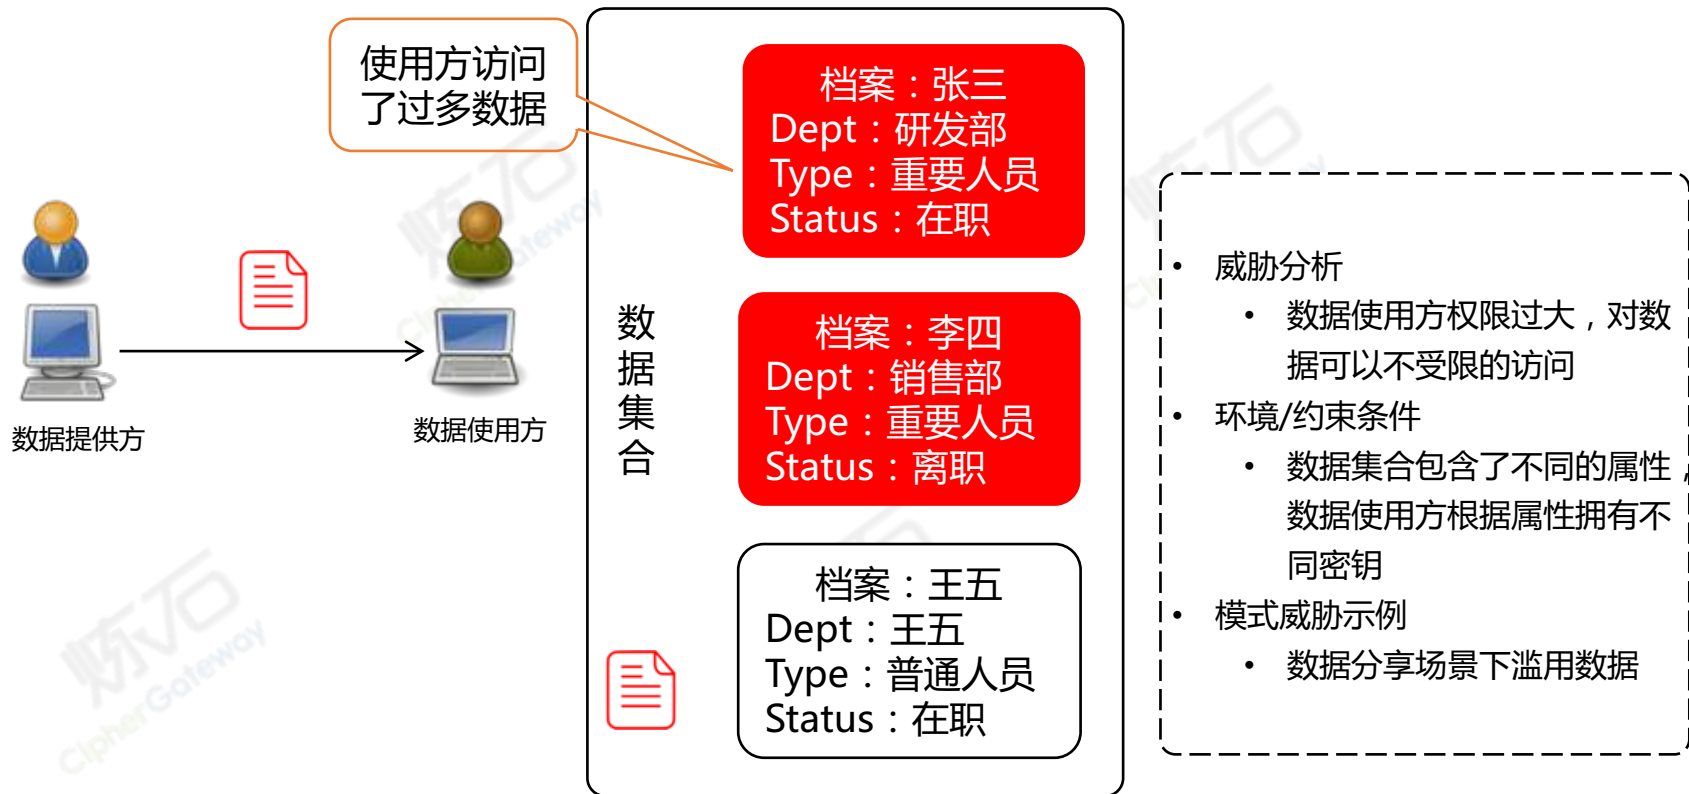 使用方访问
了过多数据
数据提供方
数据使用方
数
据
集
合
档案：张三
Dept：研发部
Type：重要人员
Status：在职
档案：李四
Dept：销售部
Type：重要人员
Status：离职
档案：王五
Dept：王五
Type：普通人员
Status：在职
• 威胁分析
• 数据使用方权限过大，对数
据可以不受限的访问
• 环境/约束条件
• 数据集合包含了不同的属性，
数据使用方根据属性拥有不
同密钥
• 模式威胁示例
• 数据分享场景下滥用数据
炼石
CipherGateway